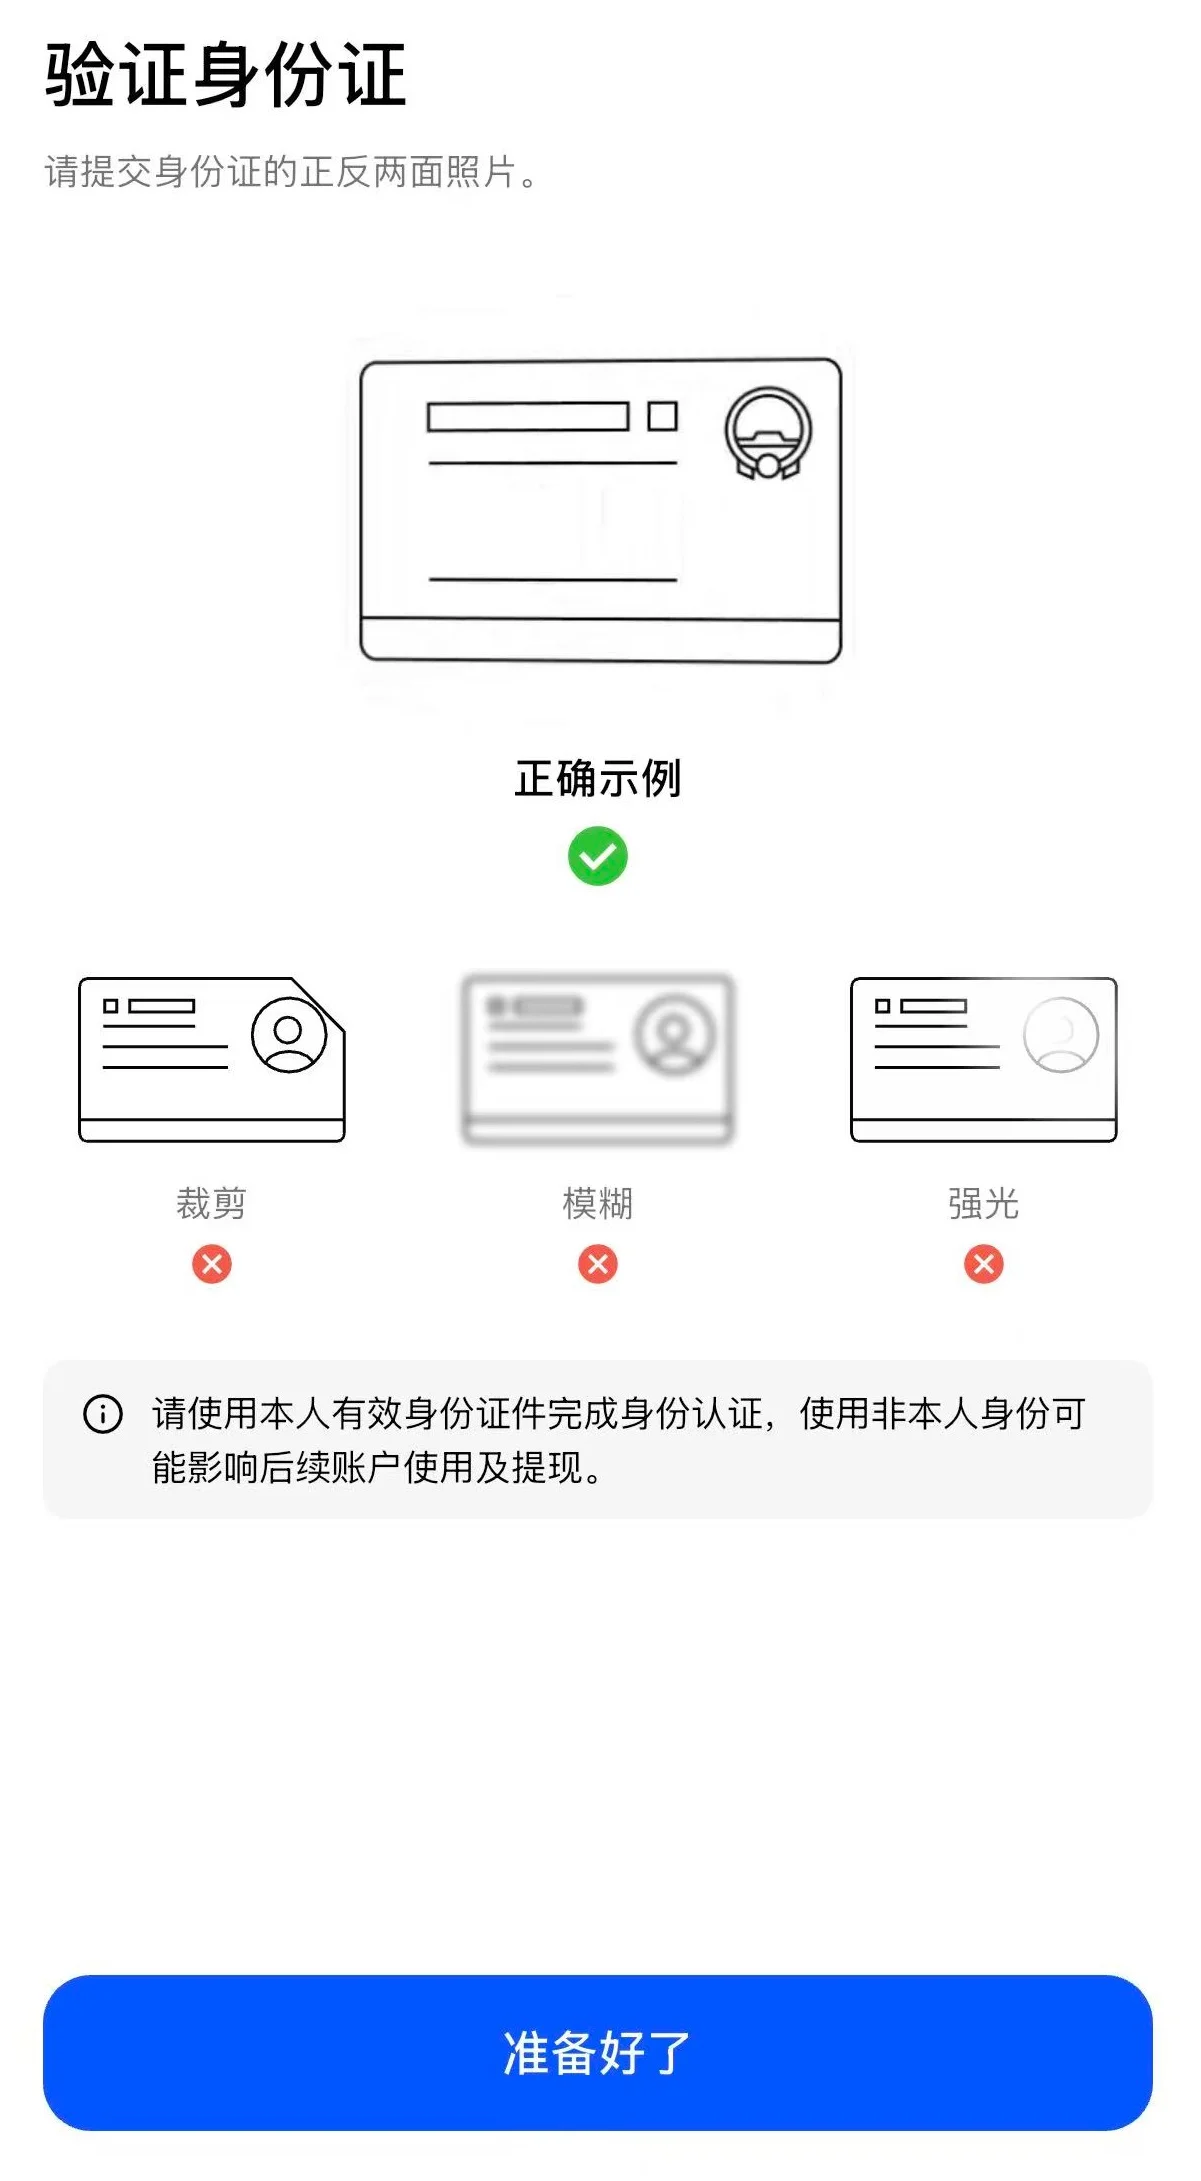 验证身份证
请提交身份证的正反两面照片。
正确示例
裁剪
模糊
强光
请使用本人有效身份证件完成身份认证，使用非本人身份可
能影响后续账户使用及提现。
准备好了